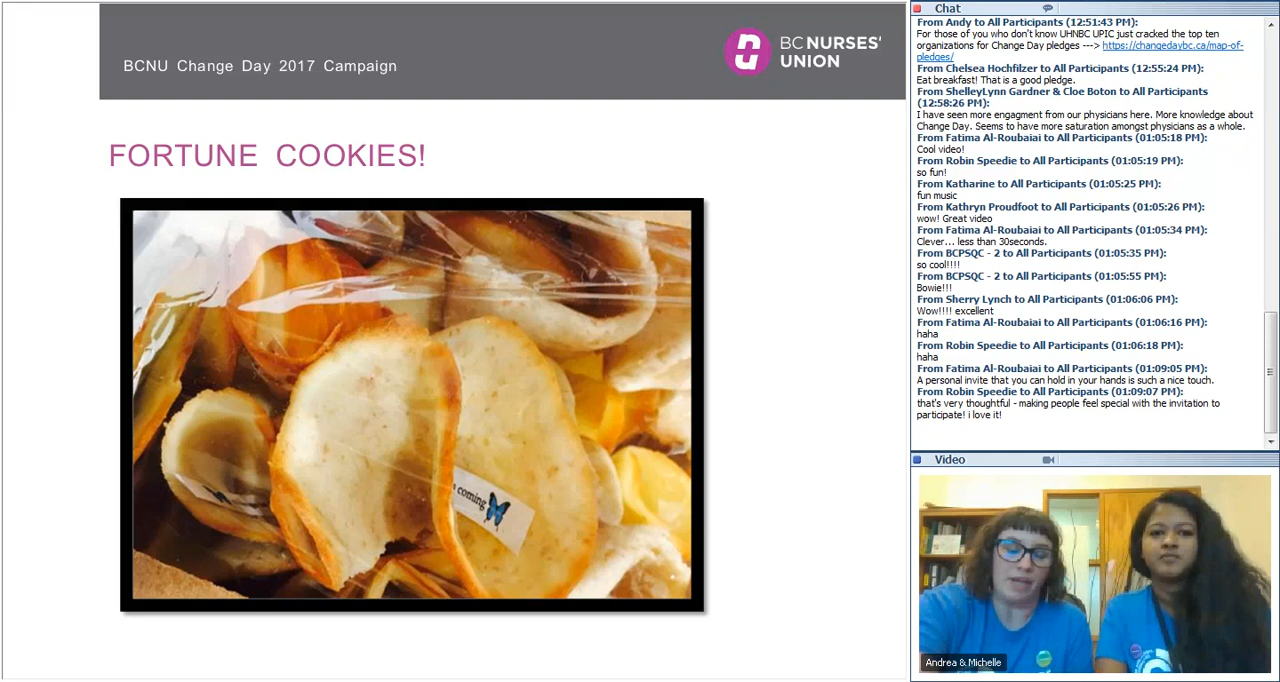 BCNU Change Day 2017 Campaign
BC NURSES'
UNION
FORTUNE COOKIES!
coming
Chat
From Andy to All Participants (12:51:43 PM):
For those of you who don't know UHNBC UPIC just cracked the top ten
organizations for Change Day pledges ---> https://changedaybc.ca/map-of-
pledges/
From Chelsea Hochfilzer to All Participants (12:55:24 PM):
Eat breakfast! That is a good pledge.
From ShelleyLynn Gardner & Cloe Boton to All Participants
(12:58:26 PM):
I have seen more engagment from our physicians here. More knowledge about
Change Day. Seems to have more saturation amongst physicians as a whole.
From Fatima Al-Roubaiai to All Participants (01:05:18 PM):
Cool video!
From Robin Speedie to All Participants (01:05:19 PM):
so fun!
From Katharine to All Participants (01:05:25 PM):
fun music
From Kathryn Proudfoot to All Participants (01:05:26 PM):
wow! Great video
From Fatima Al-Roubaiai to All Participants (01:05:34 PM):
Clever... less than 30seconds.
From BCPSQC - 2 to All Participants (01:05:35 PM):
so cool!!!!
From BCPSQC - 2 to All Participants (01:05:55 PM):
Bowie!!!
From Sherry Lynch to All Participants (01:06:06 PM):
Wow!!!! excellent
From Fatima Al-Roubaiai to All Participants (01:06:16 PM):
haha
From Robin Speedie to All Participants (01:06:18 PM):
haha
From Fatima Al-Roubaiai to All Participants (01:09:05 PM):
A personal invite that you can hold in your hands is such a nice touch.
From Robin Speedie to All Participants (01:09:07 PM):
that's very thoughtful - making people feel special with the invitation to
participate! i love it!
Video
Andrea & Michelle